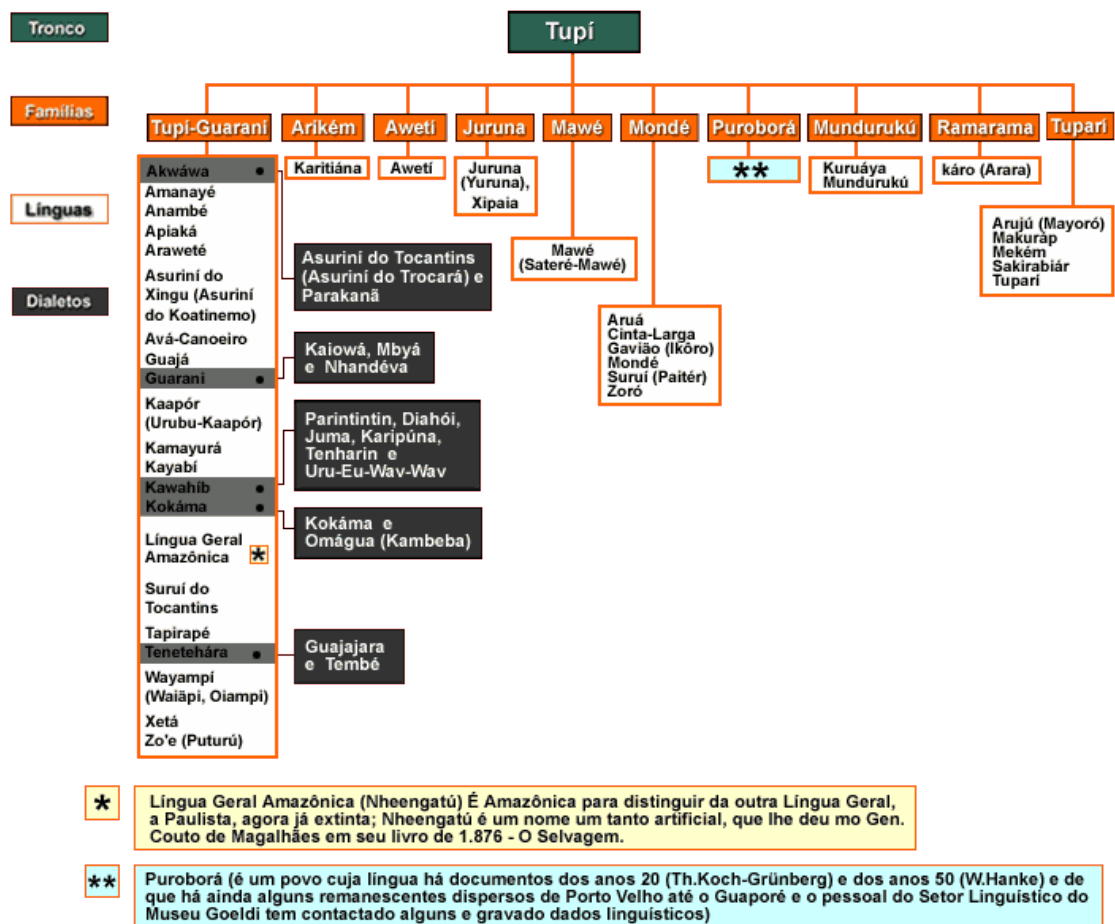 Tronco
Tupí
Famílias
Tupí-Guarani
Arikém
Awetí
Juruna
Mawé
Mondé
Puroborá
Mundurukú
Ramarama
Tuparí
Línguas
Dialetos
Akwáwa
Amanayé
Anambé
Apiaká
Araweté
Asuriní do
Xingu (Asuriní
do Koatinemo)
Avá-Canoeiro
Guajá
Guarani
Kaapór
(Urubu-Kaapór)
Kamayurá
Kayabí
Kawahíb
Kokáma
Língua Geral
Amazônica *
Suruí do
Tocantins
Tapirapé
Tenetehára
Wayampí
(Waiãpi, Oiampi)
Xetá
Zo'e (Puturú)
Asuriní do Tocantins
(Asuriní do Trocará) e
Parakanã
Kaiowá, Mbyá
e Nhandéva
Parintintin, Diahói,
Juma, Karipúna,
Tenharin e
Uru-Eu-Wav-Wav
Kokáma e
Omágua (Kambeba)
Guajajara
e Tembé
Karitiána
Awetí
Juruna
(Yuruna),
Xipaia
Mawé
(Sateré-Mawé)
Aruá
Cinta-Larga
Gavião (Ikôro)
Mondé
Suruí (Paitér)
Zoró
**
Kuruáya
Mundurukú
káro (Arara)
Arujú (Mayoró)
Makuráp
Mekém
Sakirabiár
Tuparí
* Língua Geral Amazônica (Nheengatú) É Amazônica para distinguir da outra Língua Geral,
a Paulista, agora já extinta; Nheengatú é um nome um tanto artificial, que lhe deu mo Gen.
Couto de Magalhães em seu livro de 1.876 - O Selvagem.
** Puroborá (é um povo cuja língua há documentos dos anos 20 (Th.Koch-Grünberg) e dos anos 50 (W.Hanke) e de
que há ainda alguns remanescentes dispersos de Porto Velho até o Guaporé e o pessoal do Setor Linguístico do
Museu Goeldi tem contactado alguns e gravado dados linguísticos)